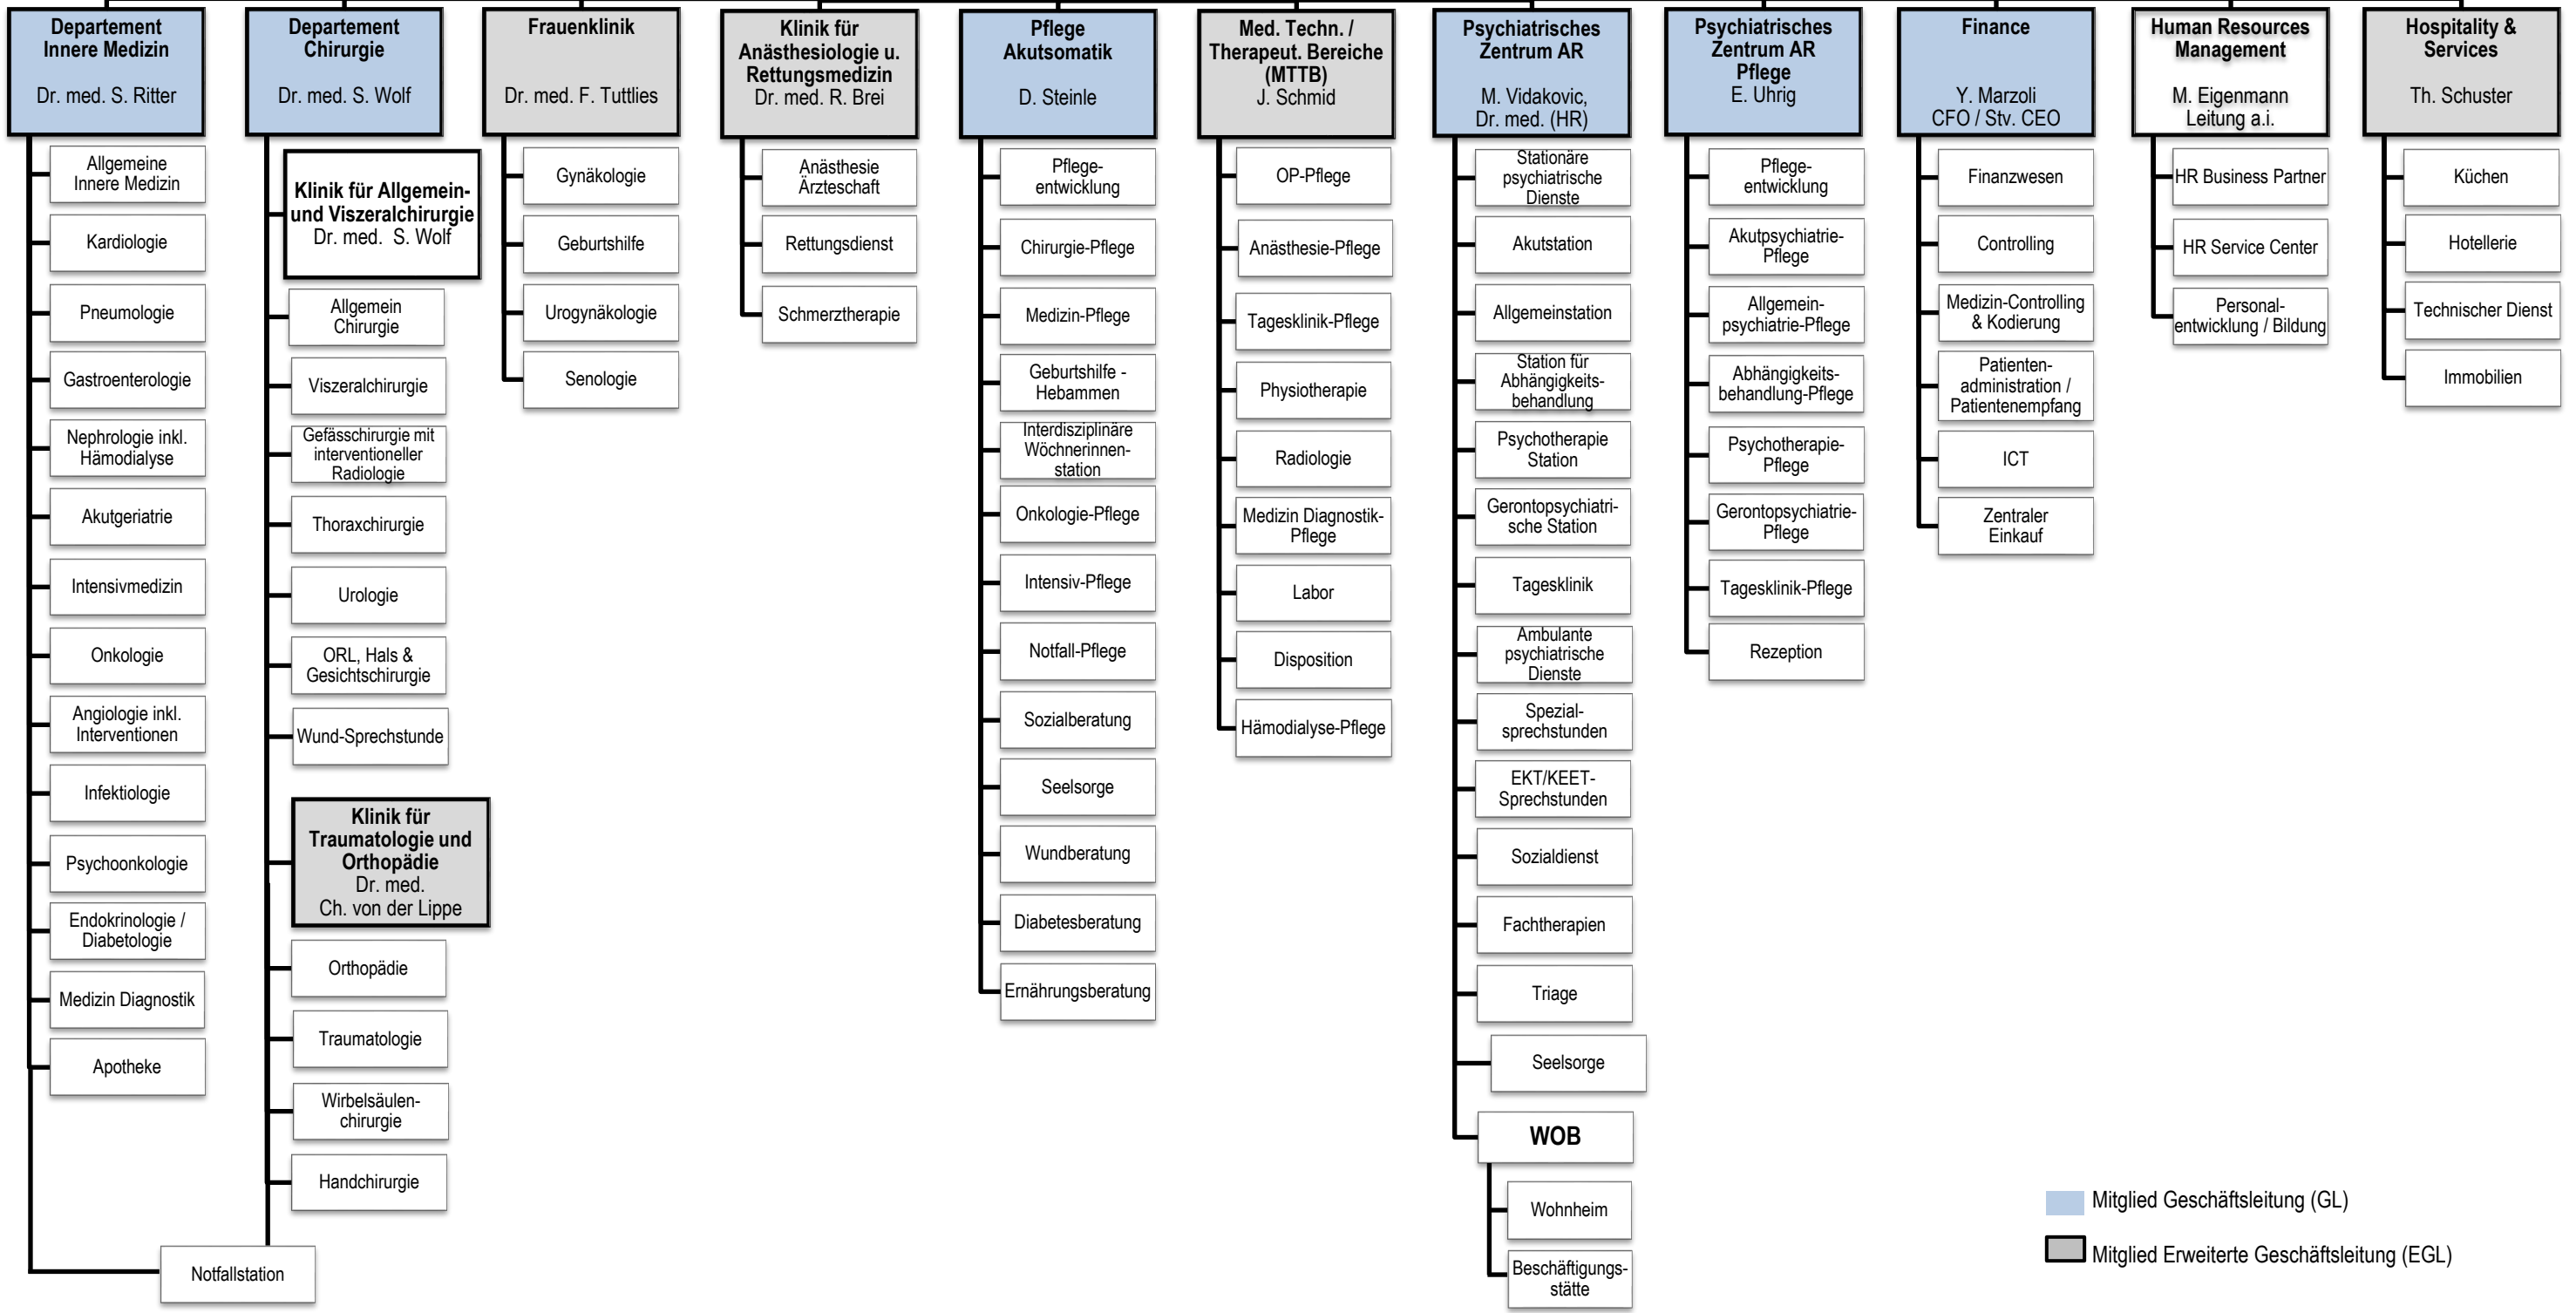 Departement
Innere Medizin
Dr. med. S. Ritter
Allgemeine
Innere Medizin
Kardiologie
Pneumologie
Gastroenterologie
Nephrologie inkl.
Hämodialyse
Akutgeriatrie
Intensivmedizin
Onkologie
Angiologie inkl.
Interventionen
Infektiologie
Psychoonkologie
Endokrinologie /
Diabetologie
Medizin Diagnostik
Apotheke
Notfallstation
Departement
Chirurgie
Dr. med. S. Wolf
Klinik für Allgemein-
und Viszeralchirurgie
Dr. med. S. Wolf
Allgemein
Chirurgie
Viszeralchirurgie
Gefässchirurgie mit
interventioneller
Radiologie
Thoraxchirurgie
Urologie
ORL, Hals &
Gesichtschirurgie
Wund-Sprechstunde
Klinik für
Traumatologie und
Orthopädie
Dr. med.
Ch. von der Lippe
Orthopädie
Traumatologie
Wirbelsäulen-
chirurgie
Handchirurgie
Frauenklinik
Dr. med. F. Tuttlies
Gynäkologie
Geburtshilfe
Urogynäkologie
Senologie
Klinik für
Anästhesiologie u.
Rettungsmedizin
Dr. med. R. Brei
Anästhesie
Ärzteschaft
Rettungsdienst
Schmerztherapie
Pflege
Akutsomatik
D. Steinle
Pflege-
entwicklung
Chirurgie-Pflege
Medizin-Pflege
Geburtshilfe -
Hebammen
Interdisziplinäre
Wöchnerinnen-
station
Onkologie-Pflege
Intensiv-Pflege
Notfall-Pflege
Sozialberatung
Seelsorge
Wundberatung
Diabetesberatung
Ernährungsberatung
Med. Techn. /
Therapeut. Bereiche
(MTTB)
J. Schmid
OP-Pflege
Anästhesie-Pflege
Tagesklinik-Pflege
Physiotherapie
Radiologie
Medizin Diagnostik-
Pflege
Labor
Disposition
Hämodialyse-Pflege
Psychiatrisches
Zentrum AR
M. Vidakovic,
Dr. med. (HR)
Stationäre
psychiatrische
Dienste
Akutstation
Allgemeinstation
Station für
Abhängigkeits-
behandlung
Psychotherapie
Station
Gerontopsychiatri-
sche Station
Tagesklinik
Ambulante
psychiatrische
Dienste
Spezial-
sprechstunden
EKT/KEET-
Sprechstunden
Sozialdienst
Fachtherapien
Triage
Seelsorge
WOB
Wohnheim
Beschäftigungs-
stätte
Psychiatrisches
Zentrum AR
Pflege
E. Uhrig
Pflege-
entwicklung
Akutpsychiatrie-
Pflege
Allgemein-
psychiatrie-Pflege
Abhängigkeits-
behandlung-Pflege
Psychotherapie-
Pflege
Gerontopsychiatrie-
Pflege
Tagesklinik-Pflege
Rezeption
Finance
Y. Marzoli
CFO / Stv. CEO
Finanzwesen
Controlling
Medizin-Controlling
& Kodierung
Patienten-
administration /
Patientenempfang
ICT
Zentraler
Einkauf
Human Resources
Management
M. Eigenmann
Leitung a.i.
HR Business Partner
HR Service Center
Personal-
entwicklung / Bildung
Hospitality &
Services
Th. Schuster
Küchen
Hotellerie
Technischer Dienst
Immobilien
Mitglied Geschäftsleitung (GL)
Mitglied Erweiterte Geschäftsleitung (EGL)